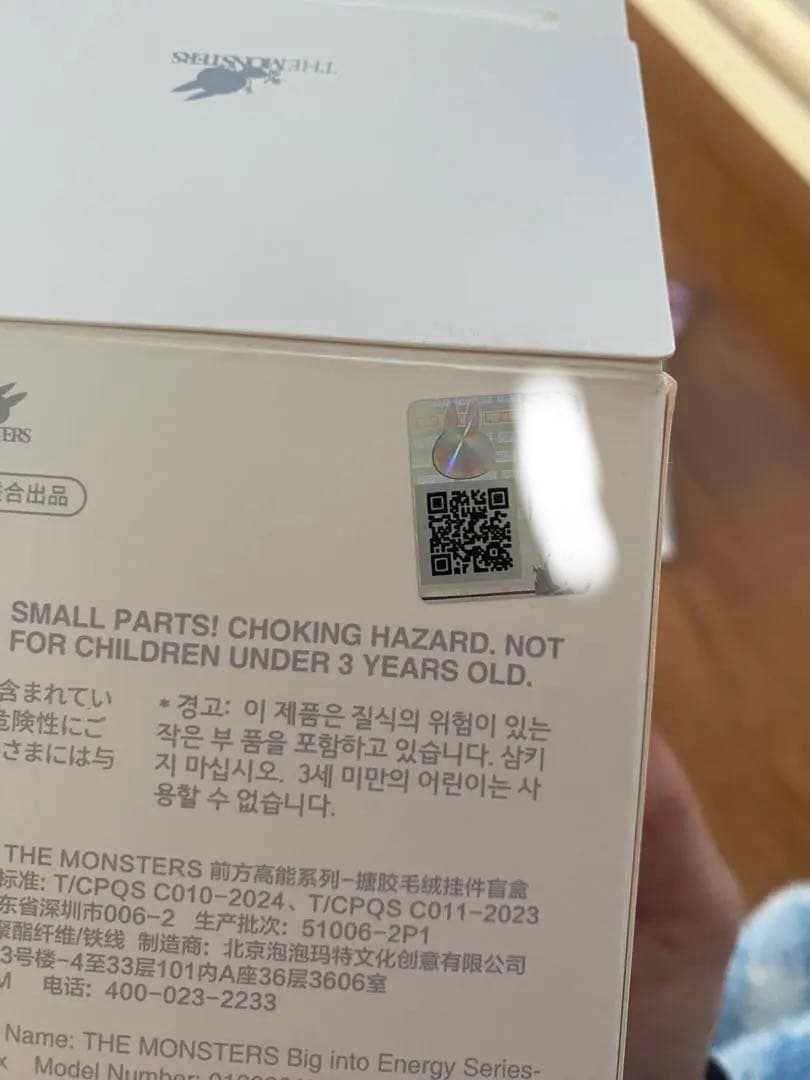 THE MONSTERS
ERS
合出品
SMALL PARTS! CHOKING HAZARD. NOT
FOR CHILDREN UNDER 3 YEARS OLD.
含まれてい
危険性にご
さまには与
* 경고: 이 제품은 질식의 위험이 있는
작은 부 품을 포함하고 있습니다. 삼키
지 마십시오. 3세 미만의 어린이는 사
용할 수 없습니다.
THE MONSTERS 前方高能系列-搪胶毛绒挂件盲盒
标准: T/CPQS C010-2024、T/CPQS C011-2023
东省深圳市006-2 生产批次: 51006-2P1
聚酯纤维/铁线 制造商: 北京泡泡玛特文化创意有限公司
3号楼-4至33层101内A座36层3606室
M 电话: 400-023-2233
Name: THE MONSTERS Big into Energy Series-
x Model Number: